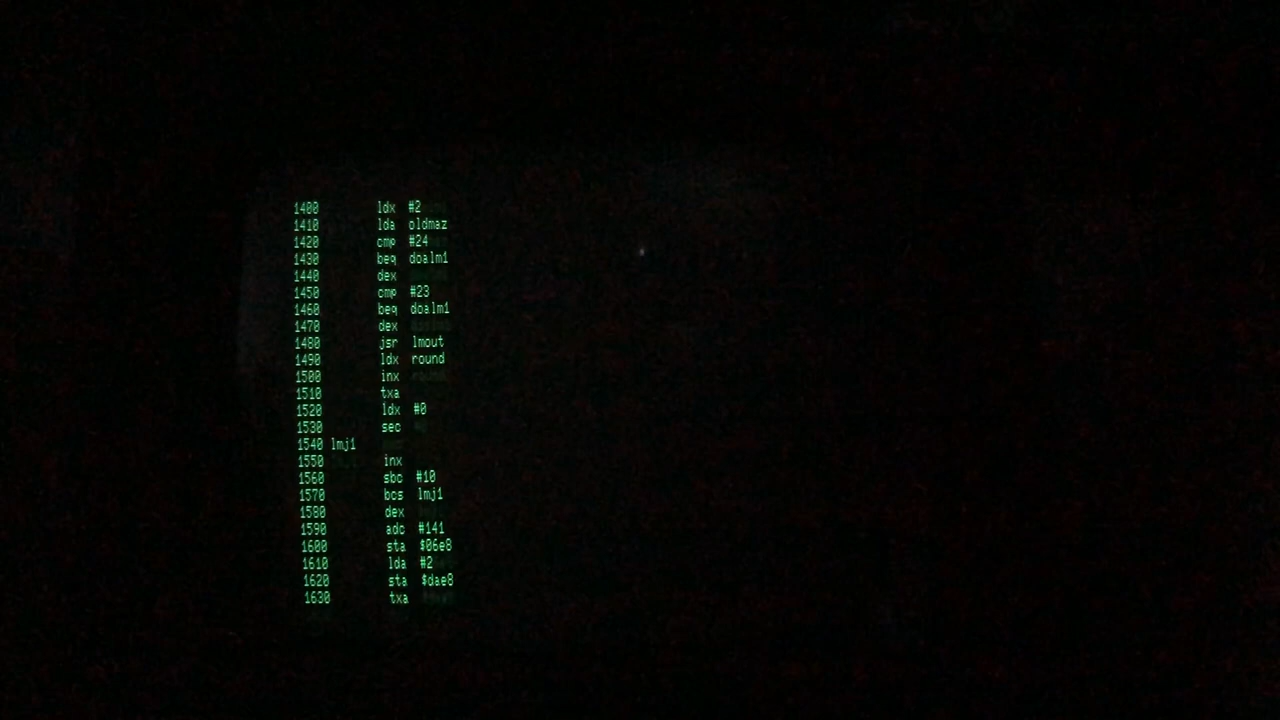 1400 ldx #2
1410 lda oldmaz
1420 cmp #24
1430 beq doalm1
1440 dex
1450 cmp #23
1460 beq doalm1
1470 dex
1480 jsr lmout
1490 ldx round
1500 inx
1510 txa
1520 ldx #0
1530 sec
1540 lmj1
1550 inx
1560 sbc #10
1570 bcs lmj1
1580 dex
1590 adc #141
1600 sta $06e8
1610 lda #2
1620 sta $dae8
1630 txa